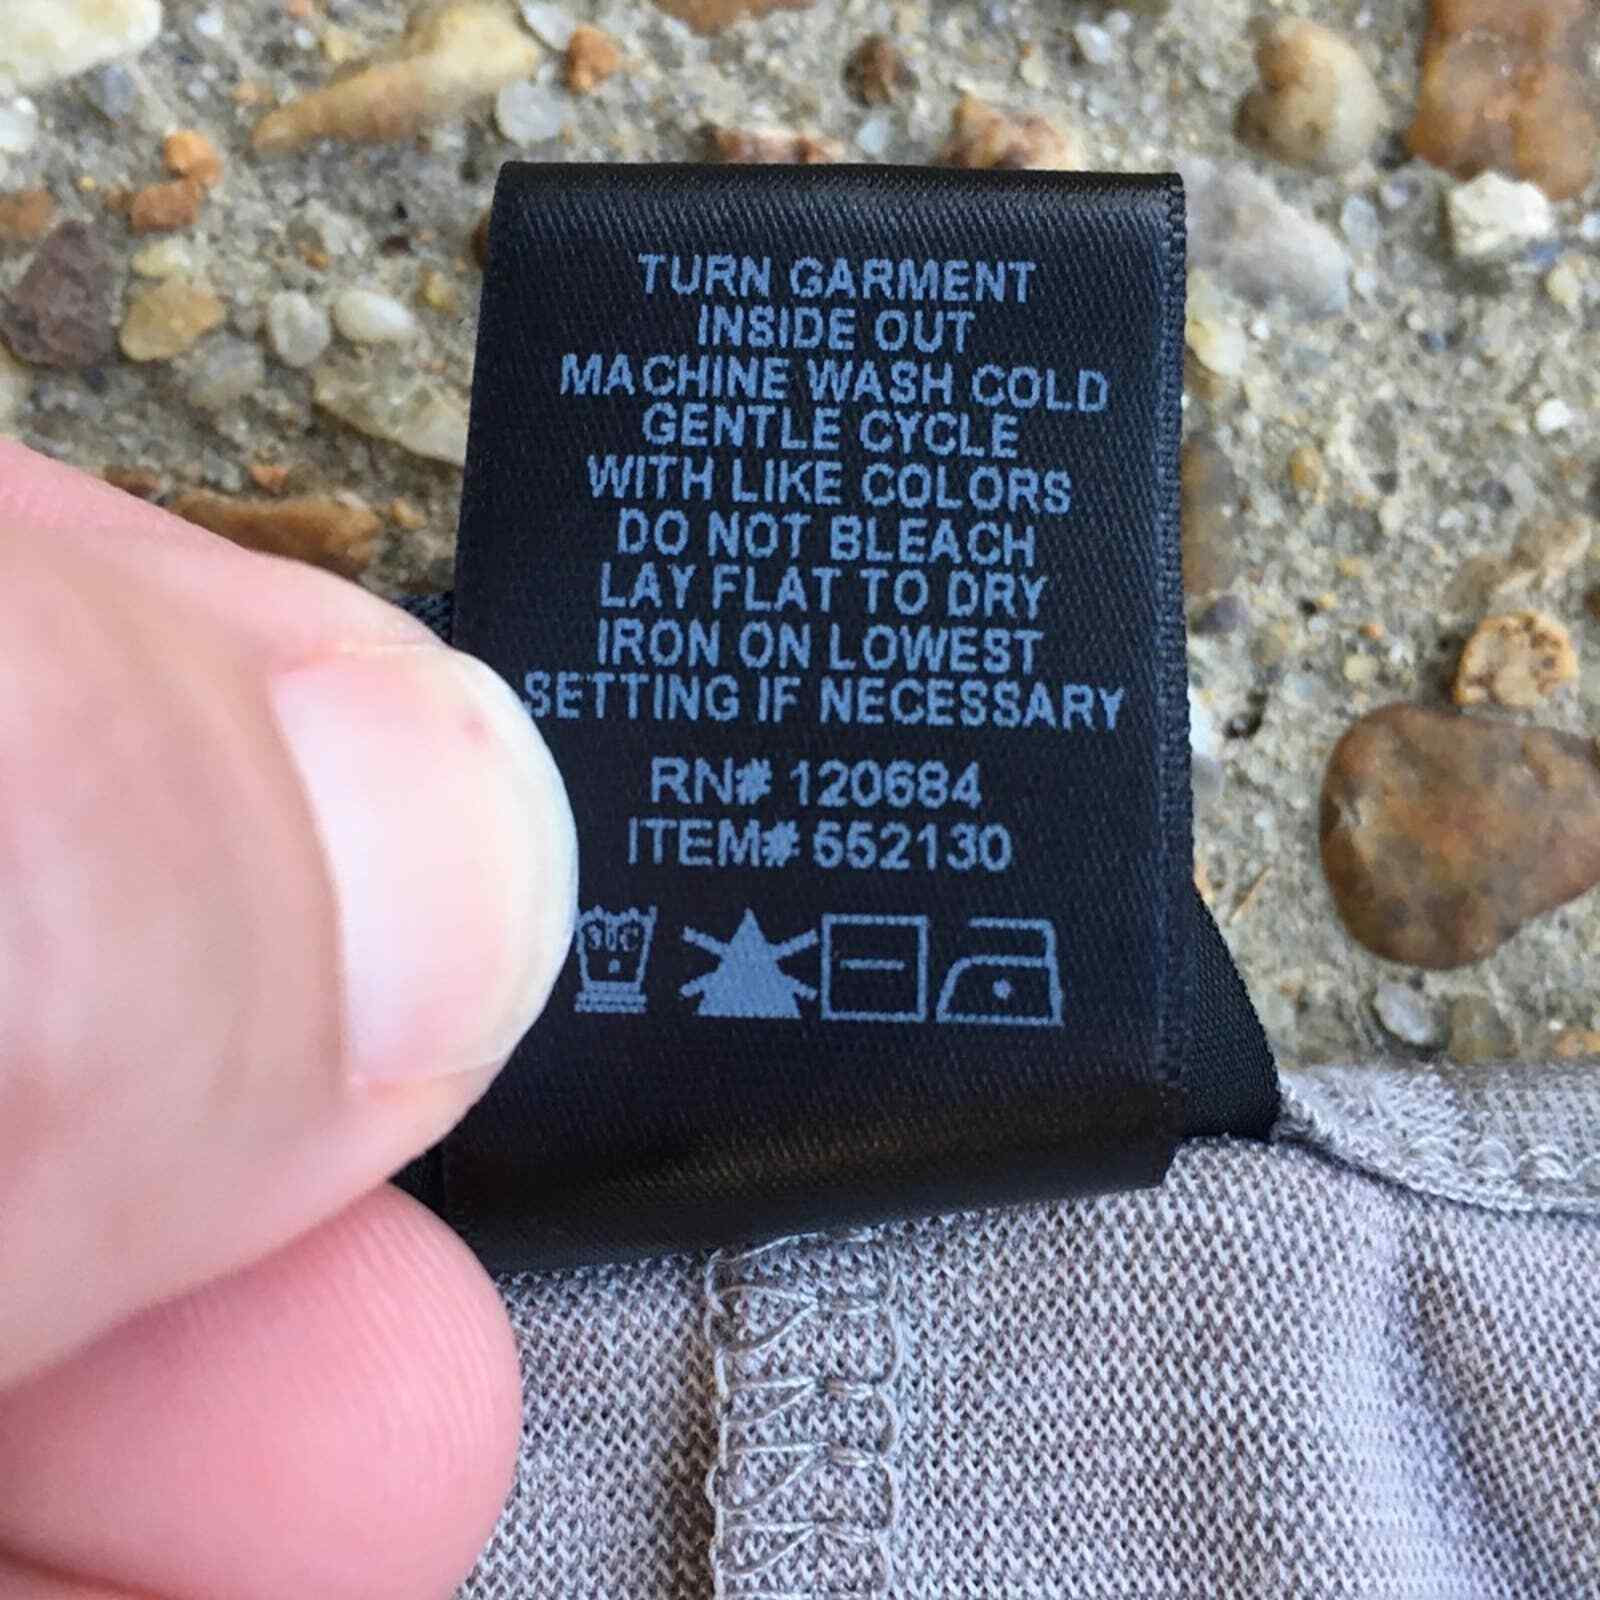 TURN GARMENT
INSIDE OUT
MACHINE WASH COLD
GENTLE CYCLE
WITH LIKE COLORS
DO NOT BLEACH
LAY FLAT TO DRY
IRON ON LOWEST
SETTING IF NECESSARY
RN# 120684
ITEM# 552130